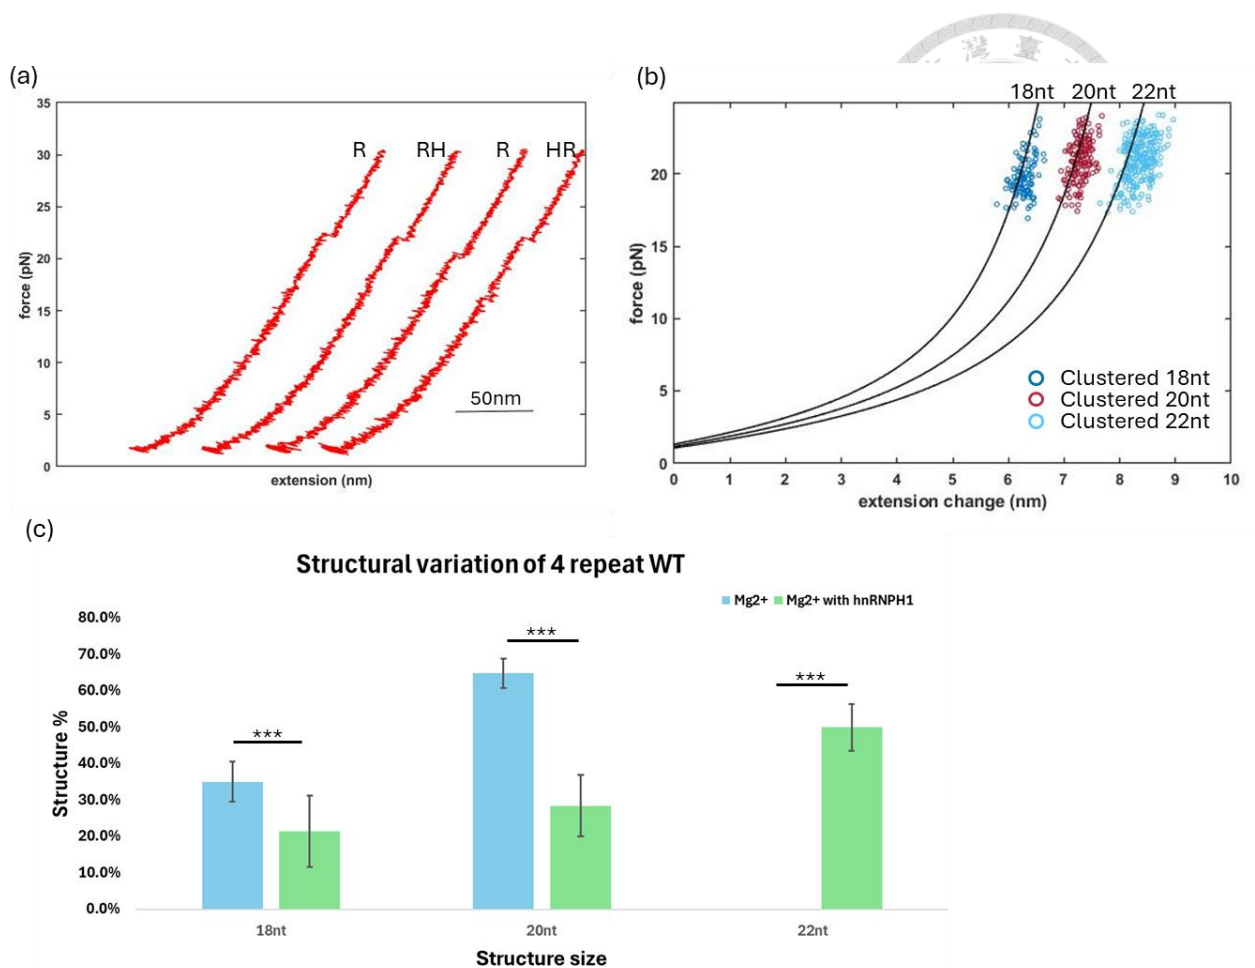 (a)
35
30
25
20
15
10
5
0
force (pN)
R
RH
R
HR
50nm
extension (nm)
(b)
18nt
20nt
22nt
20
15
10
5
0
force (pN)
Clustered 18nt
Clustered 20nt
Clustered 22nt
0 1 2 3 4 5 6 7 8 9 10
extension change (nm)
(c)
Structural variation of 4 repeat WT
Mg2+ Mg2+ with hnRNPH1
80.0%
70.0%
60.0%
50.0%
40.0%
30.0%
20.0%
10.0%
0.0%
Structure %
***
***
***
18nt 20nt 22nt
Structure size
灣 臺